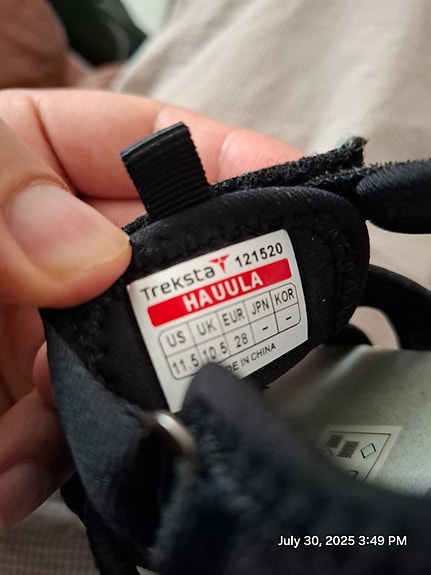 Treksta 121520
HAUULA
US UK EUR JPN KOR
11.5 10.5 28 - -
DE IN CHINA
July 30, 2025 3:49 PM